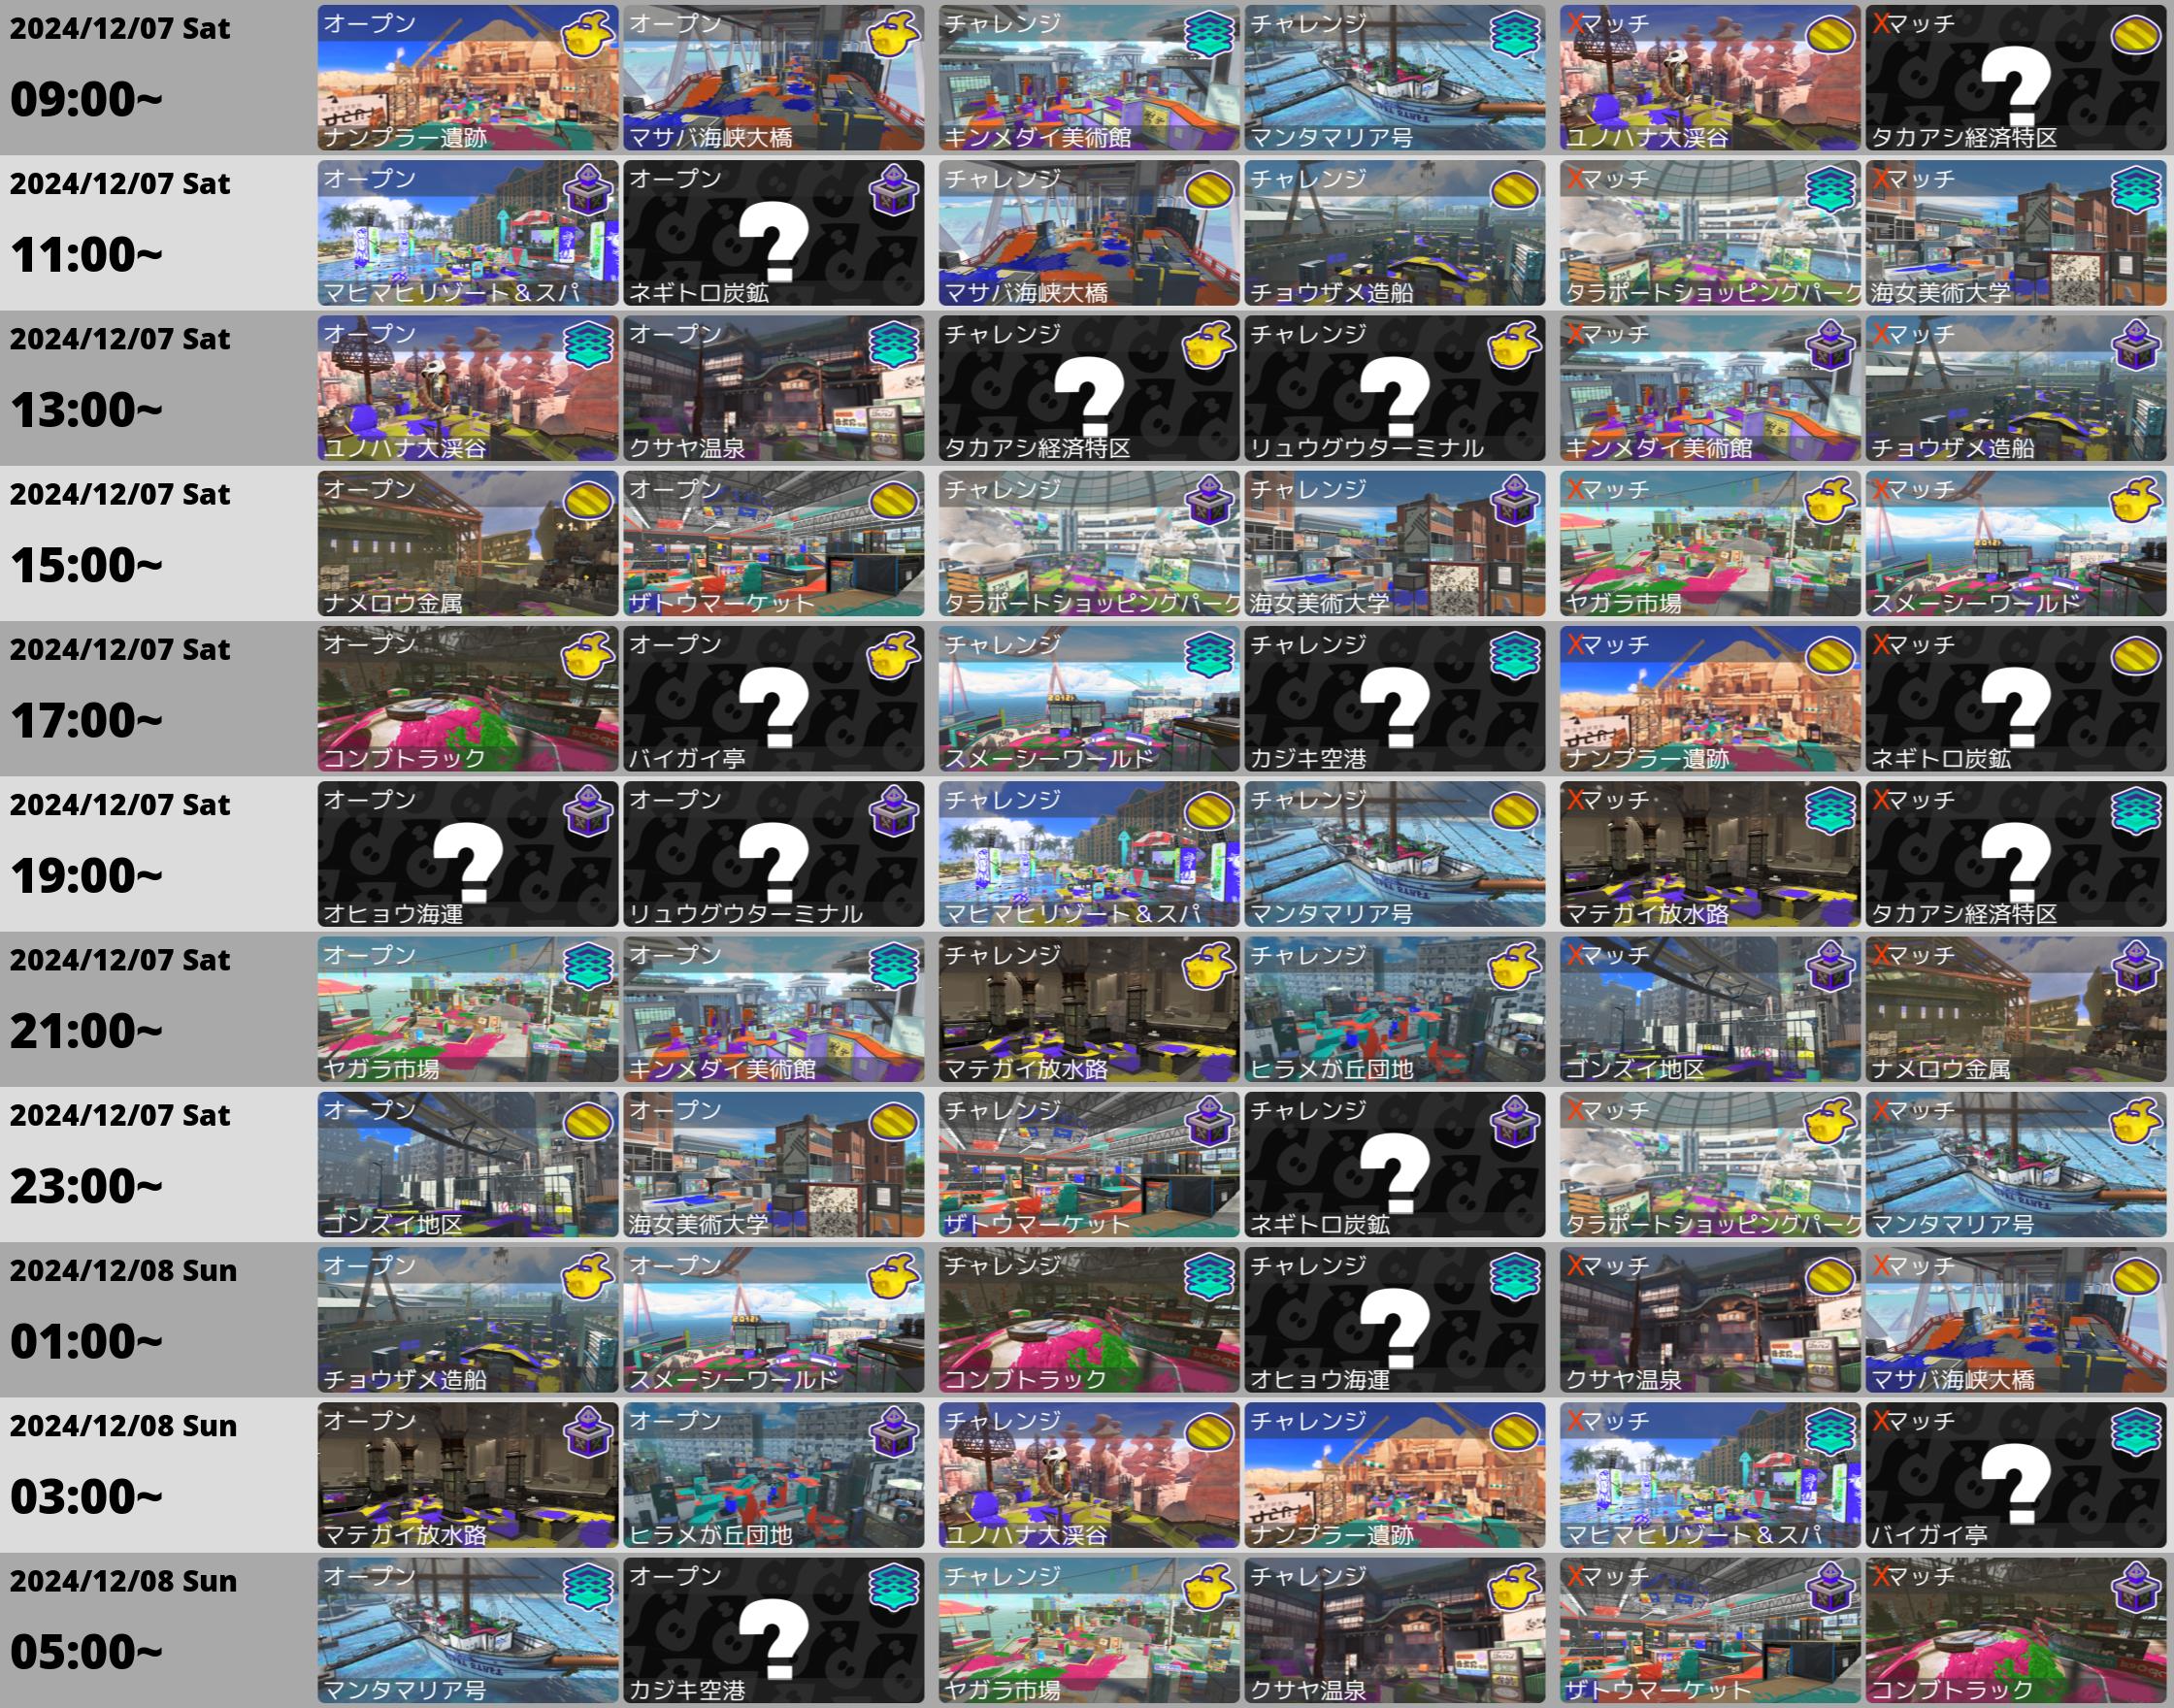 2024/12/07 Sat
09:00~
オープン
ナンプラー遺跡
オープン
マサバ海峡大橋
チャレンジ
キンメダイ美術館
チャレンジ
マンタマリア号
Xマッチ
ユノハナ大渓谷
Xマッチ
?
タカアシ経済特区
2024/12/07 Sat
11:00~
オープン
マヒマヒリゾート&スパ
オープン
?
ネギトロ炭鉱
チャレンジ
マサバ海峡大橋
チャレンジ
チョウザメ造船
Xマッチ
タラポートショッピングパーク
Xマッチ
海女美術大学
2024/12/07 Sat
13:00~
オープン
ユノハナ大渓谷
オープン
クサヤ温泉
チャレンジ
?
タカアシ経済特区
チャレンジ
?
リュウグウターミナル
Xマッチ
キンメダイ美術館
Xマッチ
チョウザメ造船
2024/12/07 Sat
15:00~
オープン
ナメロウ金属
オープン
ザトウマーケット
チャレンジ
タラポートショッピングパーク
チャレンジ
海女美術大学
Xマッチ
ヤガラ市場
Xマッチ
スメーシーワールド
2024/12/07 Sat
17:00~
オープン
コンブトラック
オープン
?
バイガイ亭
チャレンジ
スメーシーワールド
チャレンジ
?
カジキ空港
Xマッチ
ナンプラー遺跡
Xマッチ
?
ネギトロ炭鉱
2024/12/07 Sat
19:00~
オープン
?
オヒョウ海運
オープン
?
リュウグウターミナル
チャレンジ
マヒマヒリゾート&スパ
チャレンジ
マンタマリア号
Xマッチ
マテガイ放水路
Xマッチ
?
タカアシ経済特区
2024/12/07 Sat
21:00~
オープン
ヤガラ市場
オープン
キンメダイ美術館
チャレンジ
マテガイ放水路
チャレンジ
ヒラメが丘団地
Xマッチ
ゴンズイ地区
Xマッチ
ナメロウ金属
2024/12/07 Sat
23:00~
オープン
ゴンズイ地区
オープン
海女美術大学
チャレンジ
ザトウマーケット
チャレンジ
?
ネギトロ炭鉱
Xマッチ
タラポートショッピングパーク
Xマッチ
マンタマリア号
2024/12/08 Sun
01:00~
オープン
チョウザメ造船
オープン
スメーシーワールド
チャレンジ
コンブトラック
チャレンジ
?
オヒョウ海運
Xマッチ
クサヤ温泉
Xマッチ
マサバ海峡大橋
2024/12/08 Sun
03:00~
オープン
マテガイ放水路
オープン
ヒラメが丘団地
チャレンジ
ユノハナ大渓谷
チャレンジ
ナンプラー遺跡
Xマッチ
マヒマヒリゾート&スパ
Xマッチ
?
バイガイ亭
2024/12/08 Sun
05:00~
オープン
マンタマリア号
オープン
?
カジキ空港
チャレンジ
ヤガラ市場
チャレンジ
クサヤ温泉
Xマッチ
ザトウマーケット
Xマッチ
コンブトラック